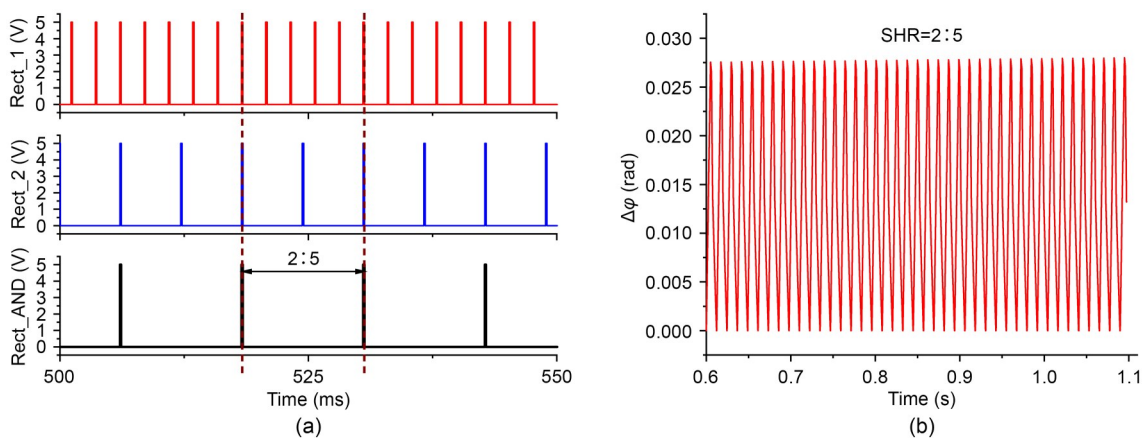 Rect_1 (V)
5
4
3
2
1
0
Rect_2 (V)
5
4
3
2
1
0
Rect_AND (V)
5
4
3
2
1
0
2:5
500 525 550
Time (ms)
(a)
SHR=2:5
Δφ (rad)
0.030
0.025
0.020
0.015
0.010
0.005
0.000
0.6 0.7 0.8 0.9 1.0 1.1
Time (s)
(b)